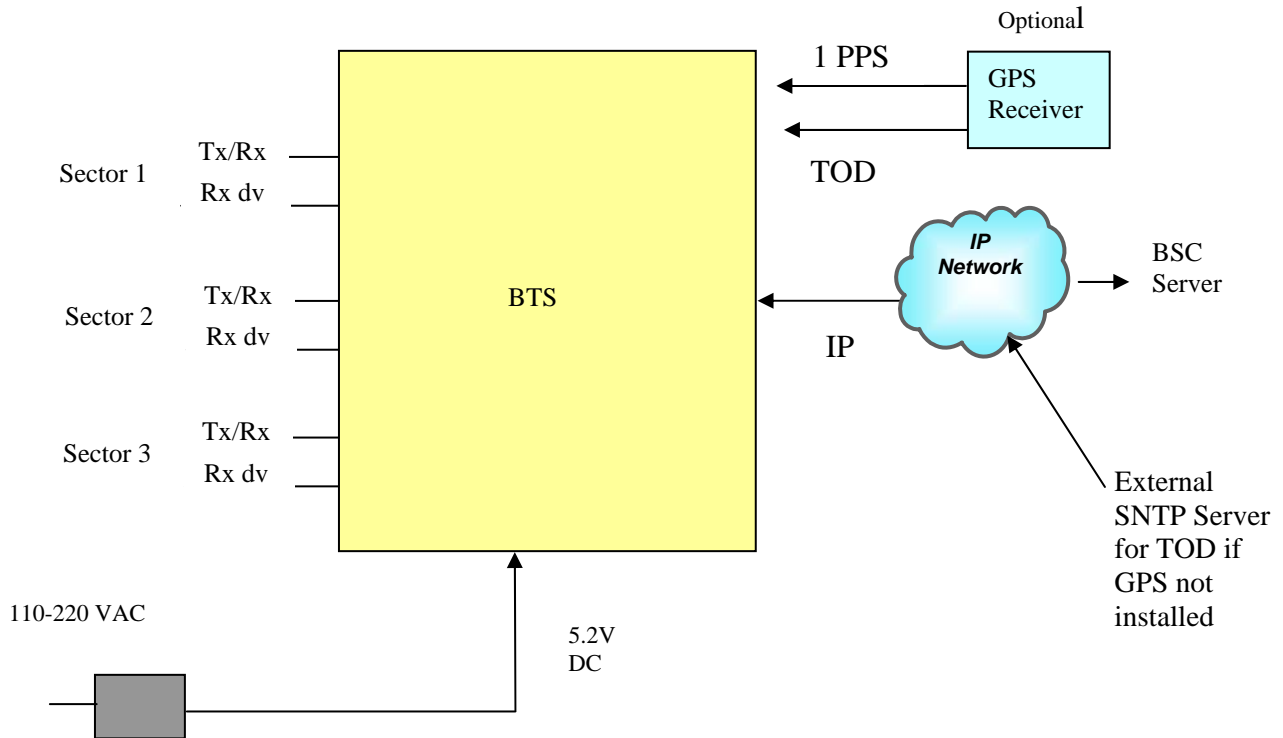 Optional
1 PPS
GPS
Receiver
TOD
Sector 1
Tx/Rx
Rx dv
Sector 2
Tx/Rx
Rx dv
Sector 3
Tx/Rx
Rx dv
BTS
IP
Network
BSC
Server
IP
External
SNTP Server
for TOD if
GPS not
installed
110-220 VAC
5.2V
DC